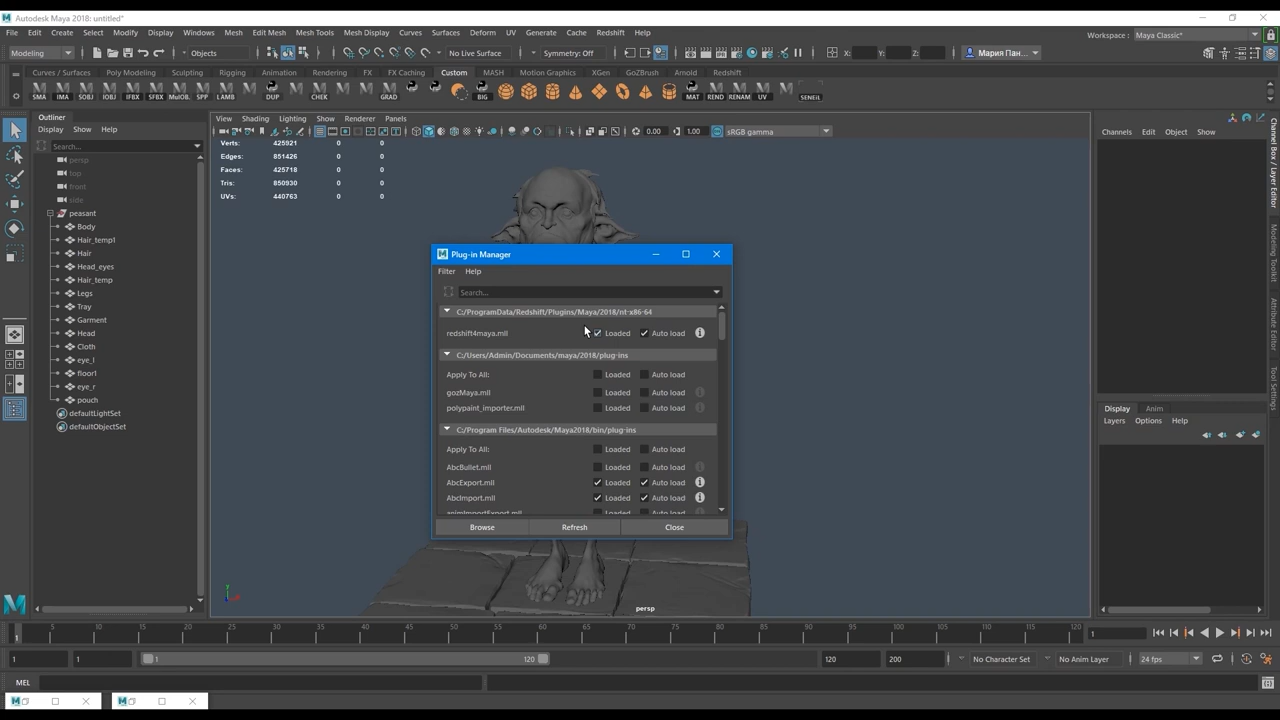 Autodesk Maya 2018: untitled*
File Edit Create Select Modify Display Windows Mesh Edit Mesh Mesh Tools Mesh Display Curves Surfaces Deform UV Generate Cache Redshift Help
Workspace : Maya Classic*
Modeling Objects No Live Surface Symmetry: Off X: Y: Z: Мария Пан...
Curves / Surfaces Poly Modeling Sculpting Rigging Animation Rendering FX FX Caching Custom MASH Motion Graphics XGen GoZBrush Arnold Redshift
SMA IMA SOBJ IOBJ IFBX SFBX MulOB. SPP LAMB DUP CHEK GRAD BIG MAT REND RENAM UV
Outliner
Display Show Help
Search...
persp
top
front
side
peasant
Body
Hair_temp1
Hair
Head_eyes
Hair_temp
Legs
Tray
Garment
Head
Cloth
eye_l
floor1
eye_r
pouch
defaultLightSet
defaultObjectSet
View Shading Lighting Show Renderer Panels
0.00 1.00 sRGB gamma
Verts: 425921 0 0
Edges: 851426 0 0
Faces: 425718 0 0
Tris: 850930 0 0
UVs: 440763 0 0
Plug-in Manager
Filter Help
Search...
C:/ProgramData/Redshift/Plugins/Maya/2018/nt-x86-64
redshift4maya.mll Loaded Auto load
C:/Users/Admin/Documents/maya/2018/plug-ins
Apply To All: Loaded Auto load
gozMaya.mll Loaded Auto load
polypaint_importer.mll Loaded Auto load
C:/Program Files/Autodesk/Maya2018/bin/plug-ins
Apply To All: Loaded Auto load
AbcBullet.mll Loaded Auto load
AbcExport.mll Loaded Auto load
AbcImport.mll Loaded Auto load
animImportExport.mll Loaded Auto load
Browse Refresh Close
persp
Channels Edit Object Show
Display Anim
Layers Options Help
Channel Box / Layer Editor
Modeling Toolkit
Attribute Editor
Tool Settings
1 5 10 15 20 25 30 35 40 45 50 55 60 65 70 75 80 85 90 95 100 105 110 115 120 1
1 1 1 120 120 200 No Character Set No Anim Layer 24 fps
MEL